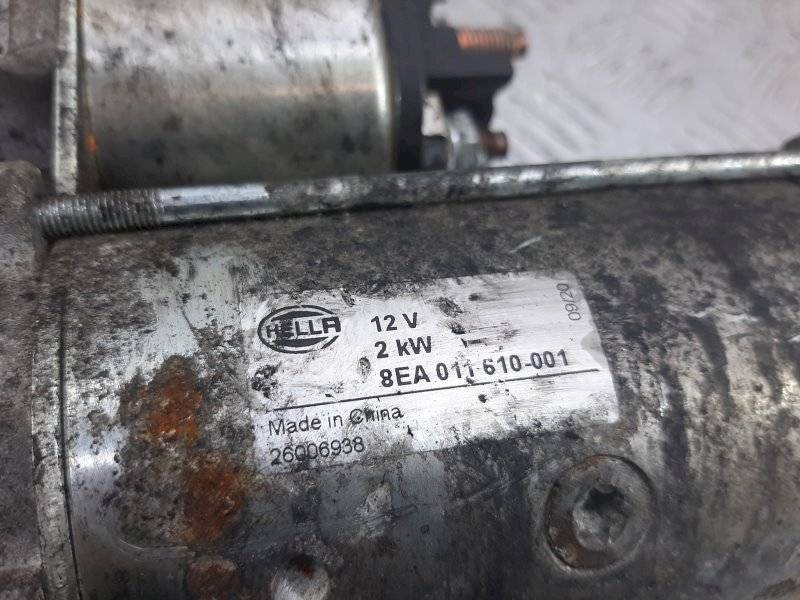 HELLA
12 V
2 kW
8EA 011 610-001
Made in China
26006938
09/20